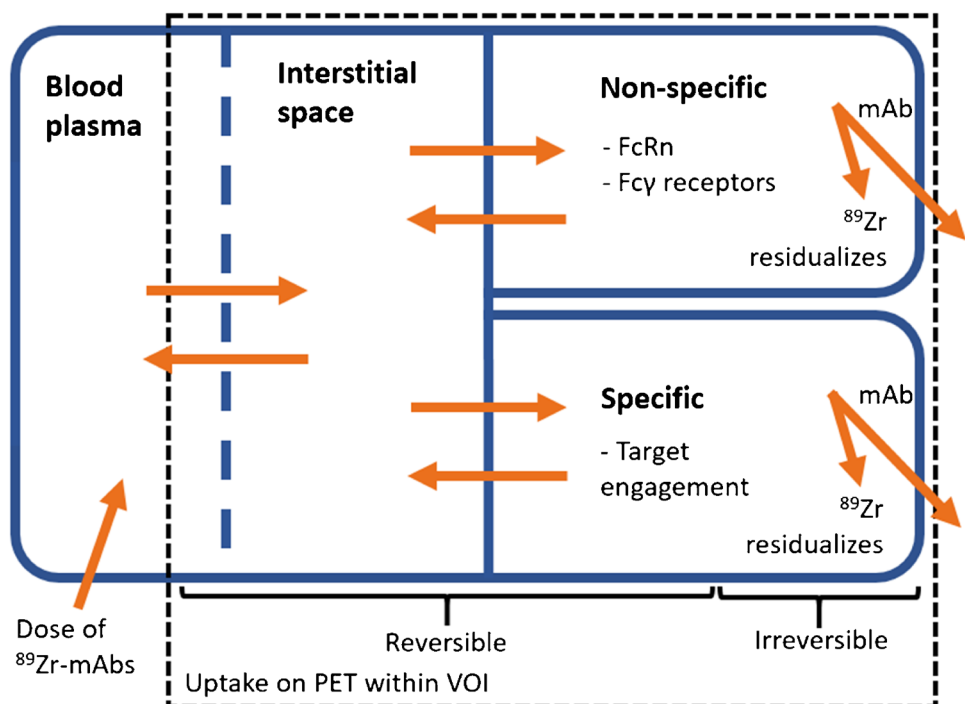 Blood
plasma
Interstitial
space
Non-specific
- FcRn
- Fcγ receptors
mAb
⁸⁹Zr
residualizes
Specific
- Target
engagement
mAb
⁸⁹Zr
residualizes
Dose of
⁸⁹Zr-mAbs
Reversible
Irreversible
Uptake on PET within VOI